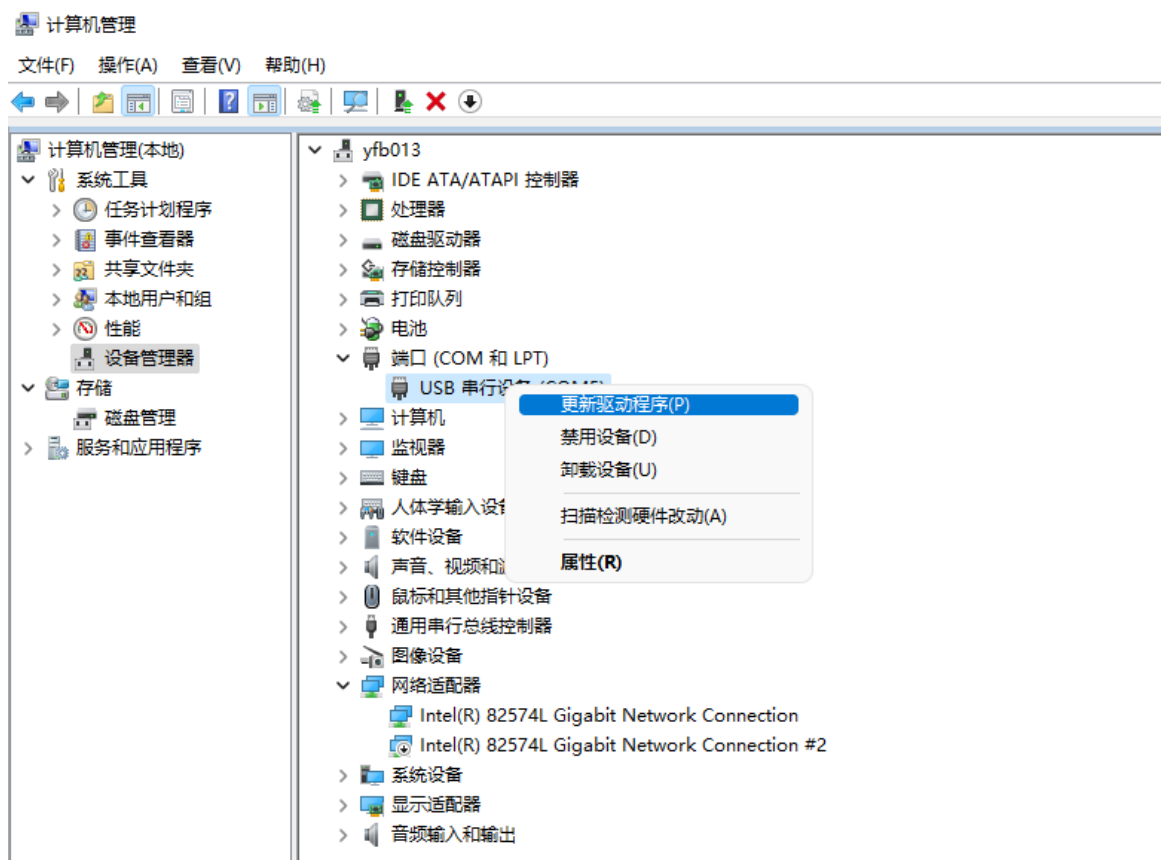 计算机管理
文件(F) 操作(A) 查看(V) 帮助(H)
计算机管理(本地)
系统工具
任务计划程序
事件查看器
共享文件夹
本地用户和组
性能
设备管理器
存储
磁盘管理
服务和应用程序
yfb013
IDE ATA/ATAPI 控制器
处理器
磁盘驱动器
存储控制器
打印队列
电池
端口 (COM 和 LPT)
USB 串行设
计算机
监视器
键盘
人体学输入设
软件设备
声音、视频和
鼠标和其他指针设备
通用串行总线控制器
图像设备
网络适配器
Intel(R) 82574L Gigabit Network Connection
Intel(R) 82574L Gigabit Network Connection #2
系统设备
显示适配器
音频输入和输出
更新驱动程序(P)
禁用设备(D)
卸载设备(U)
扫描检测硬件改动(A)
属性(R)